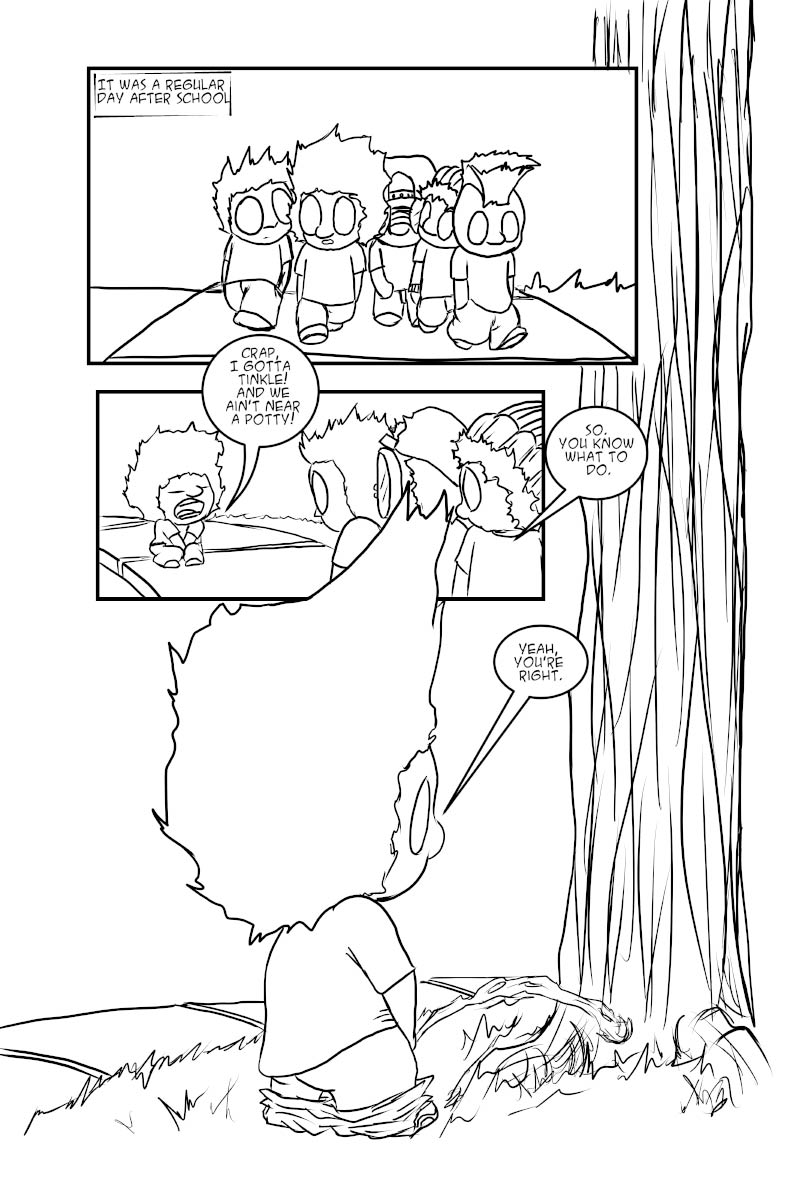 IT WAS A REGULAR
DAY AFTER SCHOOL
CRAP,
I GOTTA
TINKLE!
AND WE
AIN'T NEAR
A POTTY!
SO.
YOU KNOW
WHAT TO
DO.
YEAH,
YOU'RE
RIGHT.